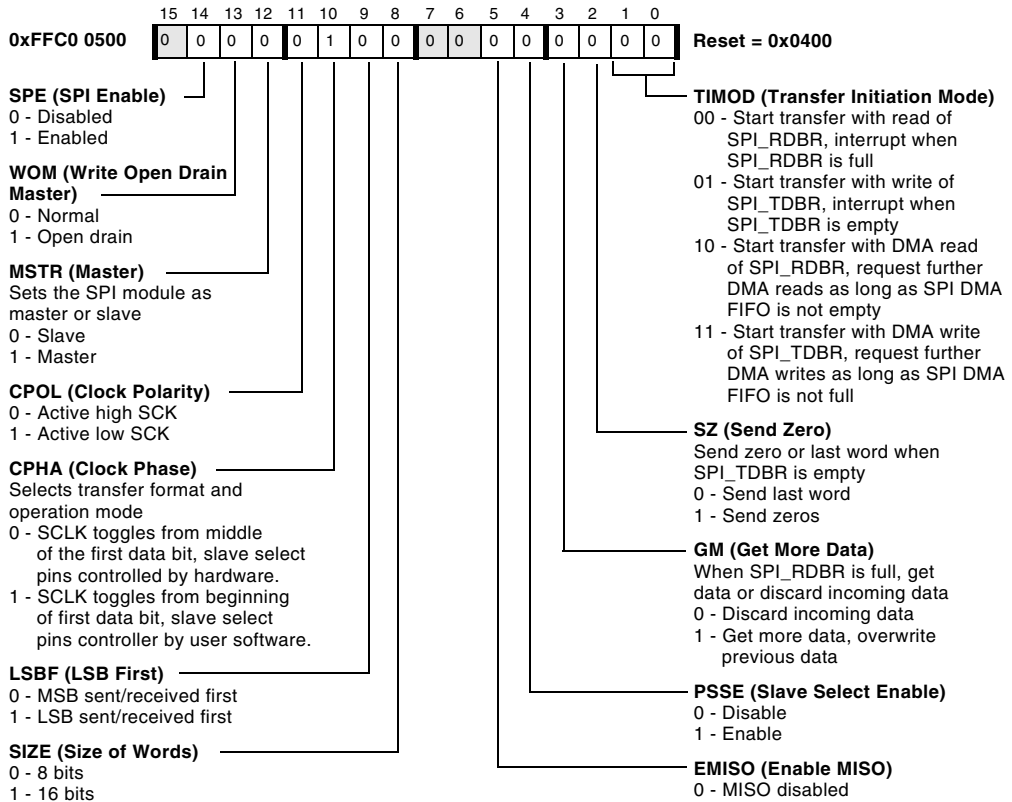 15 14 13 12 11 10 9 8 7 6 5 4 3 2 1 0
0xFFC0 0500
0 0 0 0 0 1 0 0 0 0 0 0 0 0 0 0
Reset = 0x0400
SPE (SPI Enable)
0 - Disabled
1 - Enabled
WOM (Write Open Drain
Master)
0 - Normal
1 - Open drain
MSTR (Master)
Sets the SPI module as
master or slave
0 - Slave
1 - Master
CPOL (Clock Polarity)
0 - Active high SCK
1 - Active low SCK
CPHA (Clock Phase)
Selects transfer format and
operation mode
0 - SCLK toggles from middle
of the first data bit, slave select
pins controlled by hardware.
1 - SCLK toggles from beginning
of first data bit, slave select
pins controller by user software.
LSBF (LSB First)
0 - MSB sent/received first
1 - LSB sent/received first
SIZE (Size of Words)
0 - 8 bits
1 - 16 bits
TIMOD (Transfer Initiation Mode)
00 - Start transfer with read of
SPI_RDBR, interrupt when
SPI_RDBR is full
01 - Start transfer with write of
SPI_TDBR, interrupt when
SPI_TDBR is empty
10 - Start transfer with DMA read
of SPI_RDBR, request further
DMA reads as long as SPI DMA
FIFO is not empty
11 - Start transfer with DMA write
of SPI_TDBR, request further
DMA writes as long as SPI DMA
FIFO is not full
SZ (Send Zero)
Send zero or last word when
SPI_TDBR is empty
0 - Send last word
1 - Send zeros
GM (Get More Data)
When SPI_RDBR is full, get
data or discard incoming data
0 - Discard incoming data
1 - Get more data, overwrite
previous data
PSSE (Slave Select Enable)
0 - Disable
1 - Enable
EMISO (Enable MISO)
0 - MISO disabled